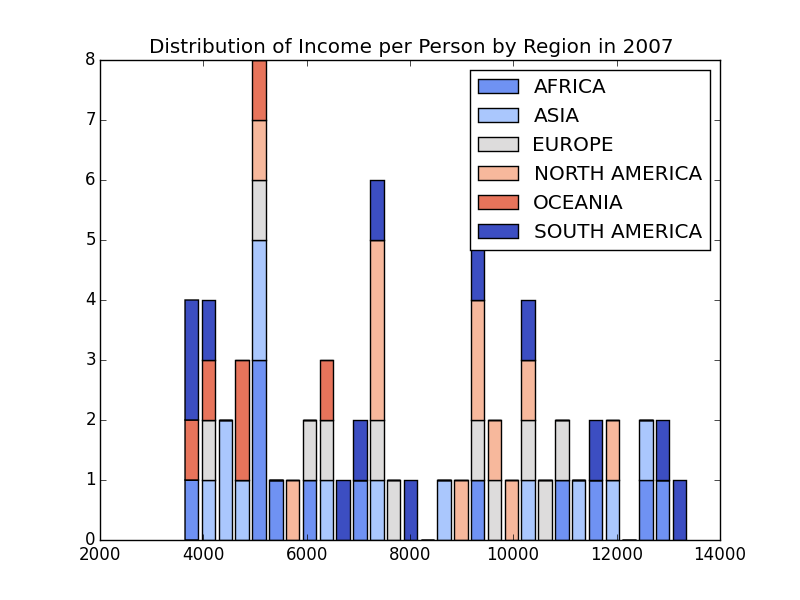 Distribution of Income per Person by Region in 2007
8
7
6
5
4
3
2
1
0
AFRICA
ASIA
EUROPE
NORTH AMERICA
OCEANIA
SOUTH AMERICA
2000 4000 6000 8000 10000 12000 14000